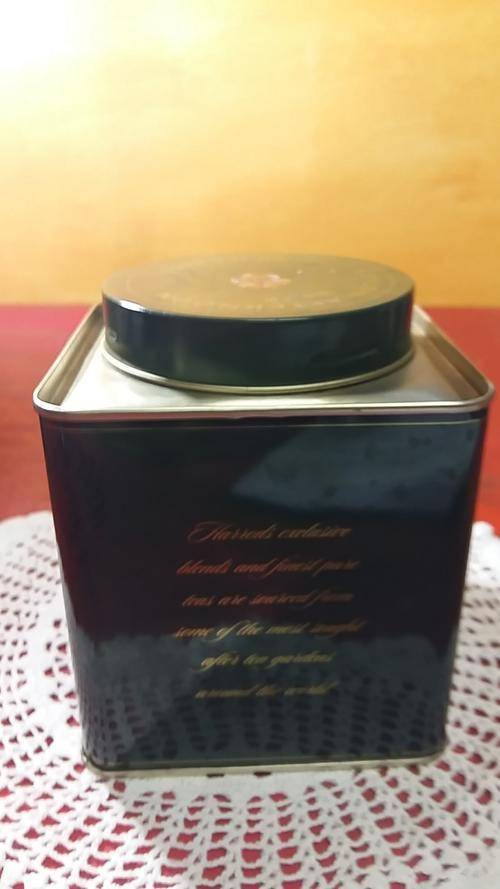 Harrods exclusive
blends and finest pure
teas are sourced from
some of the most sought
after tea gardens
around the world